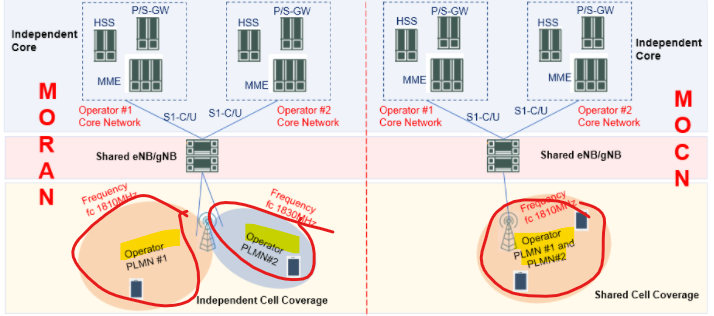 P/S-GW
HSS
MME
P/S-GW
HSS
MME
Independent
Core
Operator #1
Core Network
S1-C/U
S1-C/U
Operator #2
Core Network
MORAN
Shared eNB/gNB
Frequency
fc 1810MHz
Frequency
fc 1830MHz
Operator
PLMN #1
Operator
PLMN#2
Independent Cell Coverage
P/S-GW
HSS
MME
P/S-GW
HSS
MME
Independent
Core
Operator #1
Core Network
S1-C/U
S1-C/U
Operator #2
Core Network
MOCN
Shared eNB/gNB
Frequency
fc 1810MHz
Operator
PLMN #1 and
PLMN#2
Shared Cell Coverage